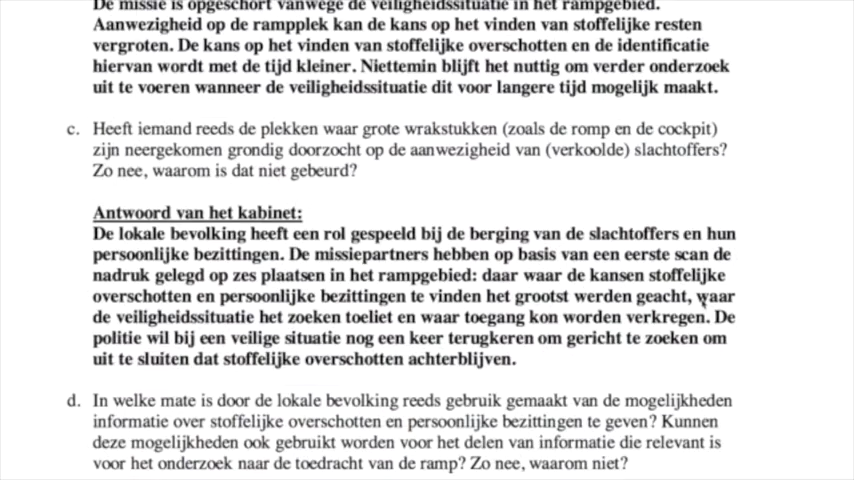 De missie is opgeschort vanwege de veiligheidssituatie in het rampgebied.
Aanwezigheid op de rampplek kan de kans op het vinden van stoffelijke resten
vergroten. De kans op het vinden van stoffelijke overschotten en de identificatie
hiervan wordt met de tijd kleiner. Niettemin blijft het nuttig om verder onderzoek
uit te voeren wanneer de veiligheidssituatie dit voor langere tijd mogelijk maakt.
c. Heeft iemand reeds de plekken waar grote wrakstukken (zoals de romp en de cockpit)
zijn neergekomen grondig doorzocht op de aanwezigheid van (verkoolde) slachtoffers?
Zo nee, waarom is dat niet gebeurd?
Antwoord van het kabinet:
De lokale bevolking heeft een rol gespeeld bij de berging van de slachtoffers en hun
persoonlijke bezittingen. De missiepartners hebben op basis van een eerste scan de
nadruk gelegd op zes plaatsen in het rampgebied: daar waar de kansen stoffelijke
overschotten en persoonlijke bezittingen te vinden het grootst werden geacht, waar
de veiligheidssituatie het zoeken toeliet en waar toegang kon worden verkregen. De
politie wil bij een veilige situatie nog een keer terugkeren om gericht te zoeken om
uit te sluiten dat stoffelijke overschotten achterblijven.
d. In welke mate is door de lokale bevolking reeds gebruik gemaakt van de mogelijkheden
informatie over stoffelijke overschotten en persoonlijke bezittingen te geven? Kunnen
deze mogelijkheden ook gebruikt worden voor het delen van informatie die relevant is
voor het onderzoek naar de toedracht van de ramp? Zo nee, waarom niet?